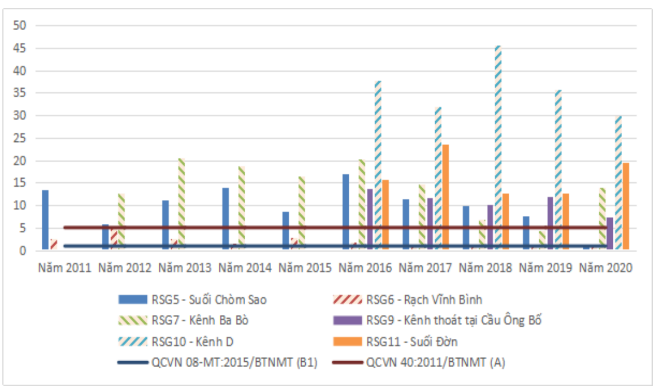 50
45
40
35
30
25
20
15
10
5
0
Năm 2011 Năm 2012 Năm 2013 Năm 2014 Năm 2015 Năm 2016 Năm 2017 Năm 2018 Năm 2019 Năm 2020
RSG5 - Suối Chòm Sao RSG6 - Rạch Vĩnh Bình
RSG7 - Kênh Ba Bò RSG9 - Kênh thoát tại Cầu Ông Bố
RSG10 - Kênh D RSG11 - Suối Đờn
QCVN 08-MT:2015/BTNMT (B1) QCVN 40:2011/BTNMT (A)